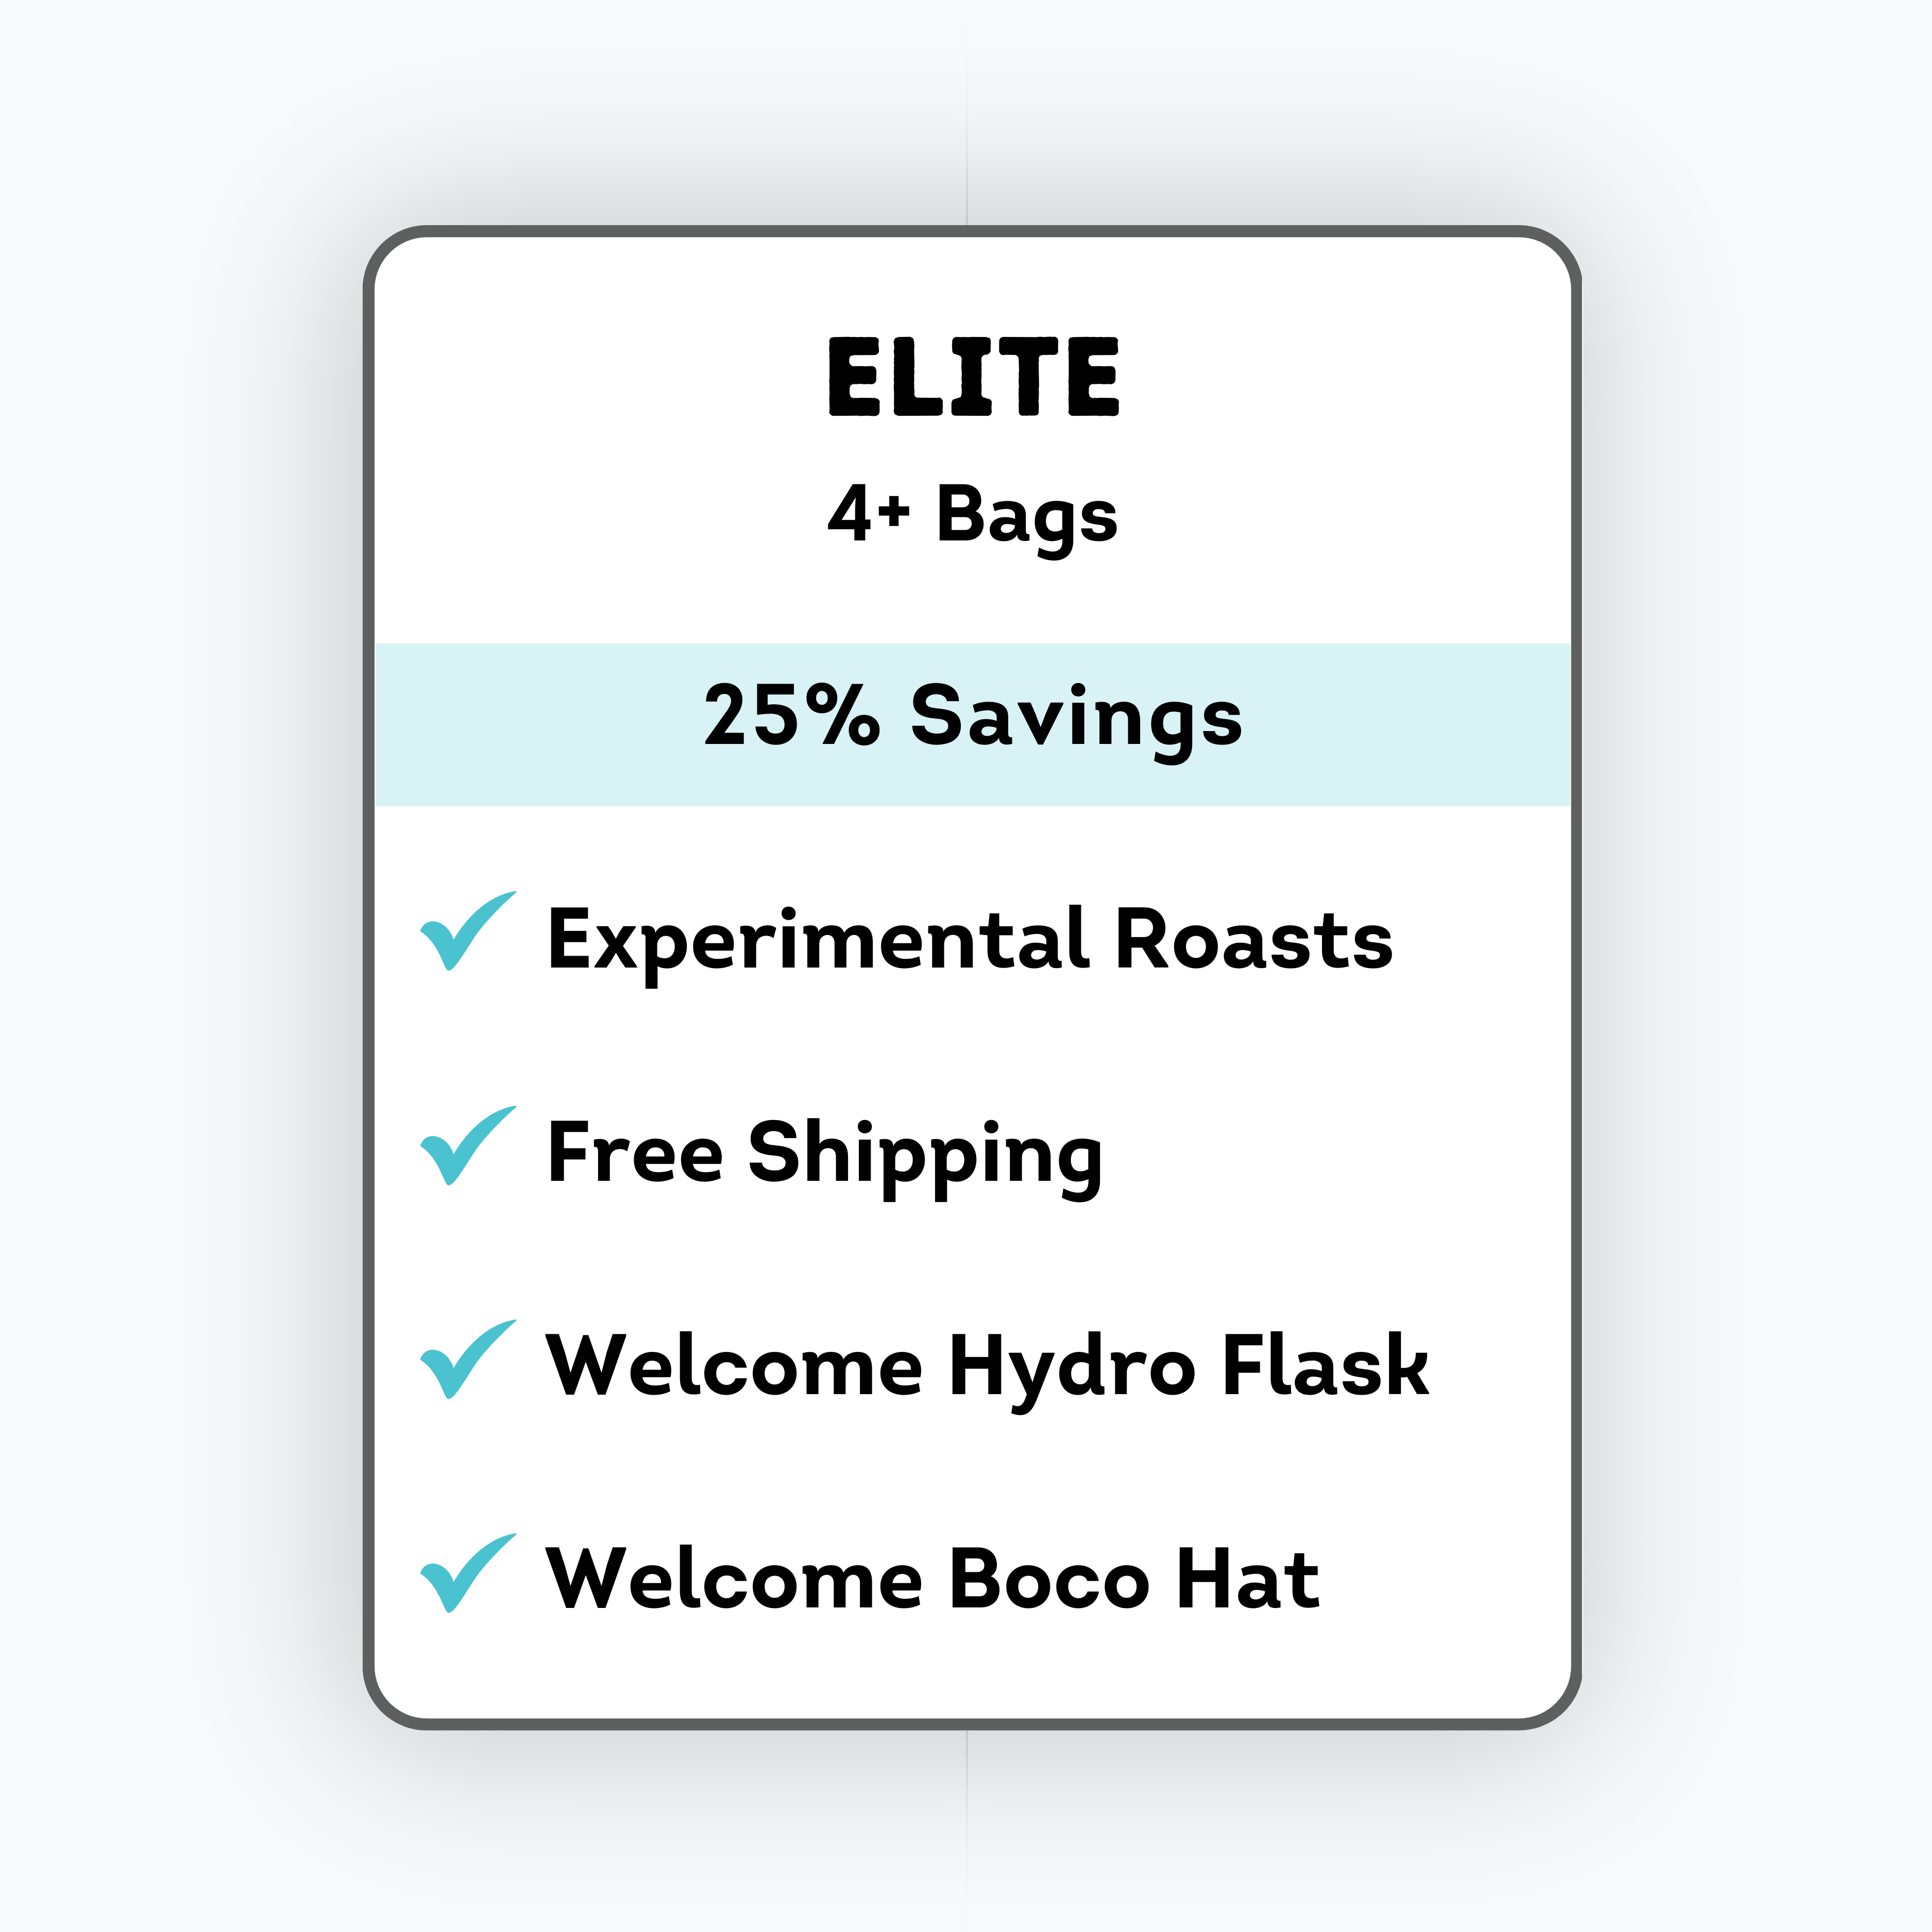 ELITE
4+ Bags
25% Savings
Experimental Roasts
Free Shipping
Welcome Hydro Flask
Welcome Boco Hat